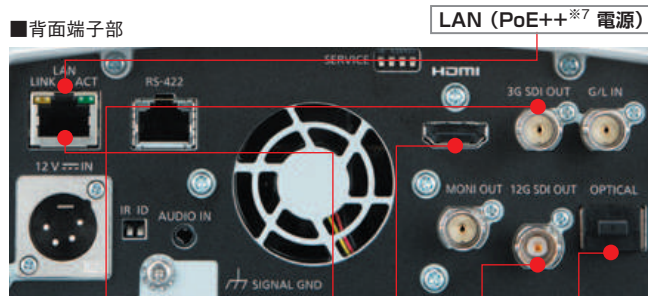 ■背面端子部
LAN（PoE++※7 電源）
LAN
LINK ACT
RS-422
SERVICE
HDMI
3G SDI OUT
G/L IN
12 V ⎓ IN
IR ID
AUDIO IN
MONI OUT
12G SDI OUT
OPTICAL
SIGNAL GND